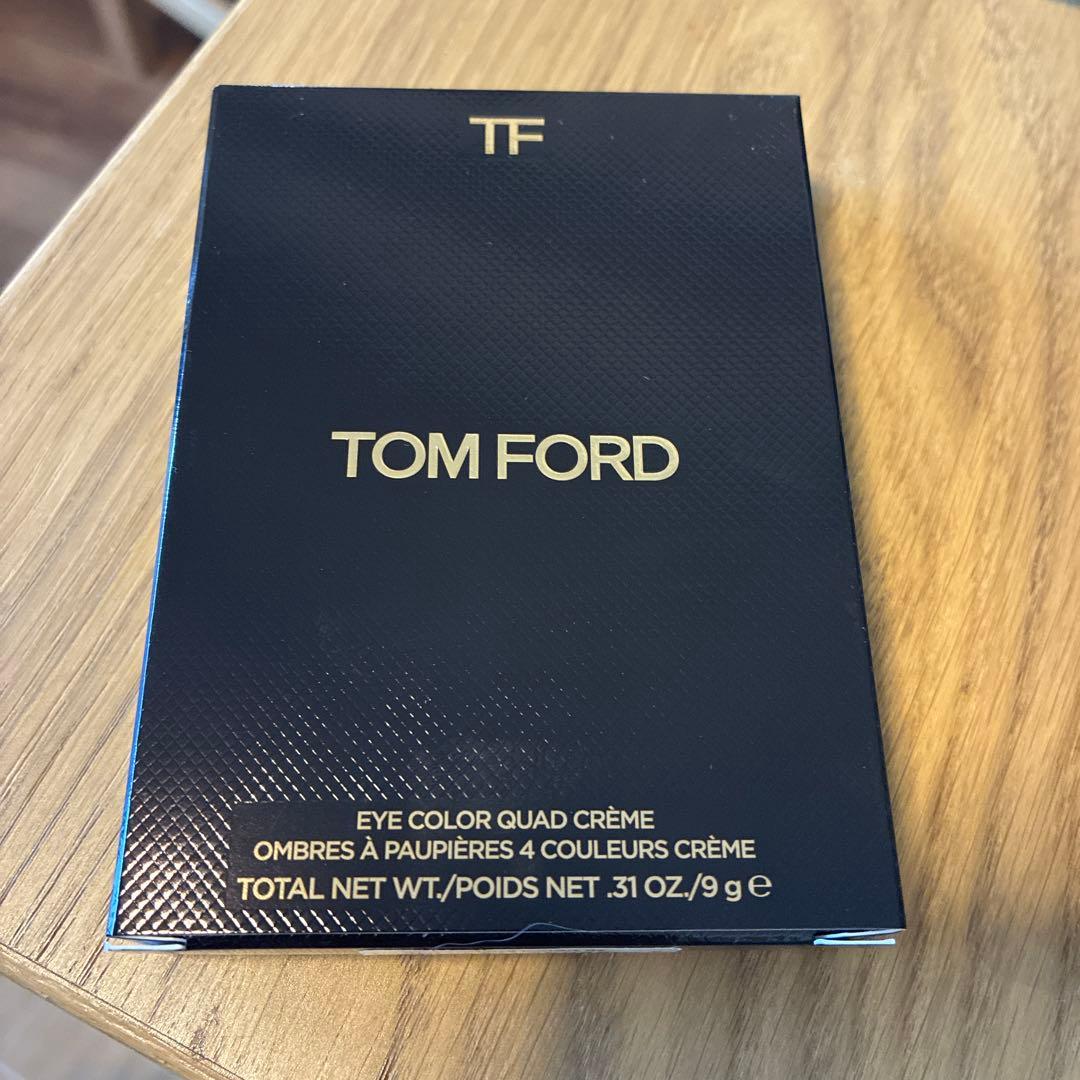 TF
TOM FORD
EYE COLOR QUAD CRÈME
OMBRES À PAUPIÈRES 4 COULEURS CRÈME
TOTAL NET WT./POIDS NET .31 OZ./9 g ℮